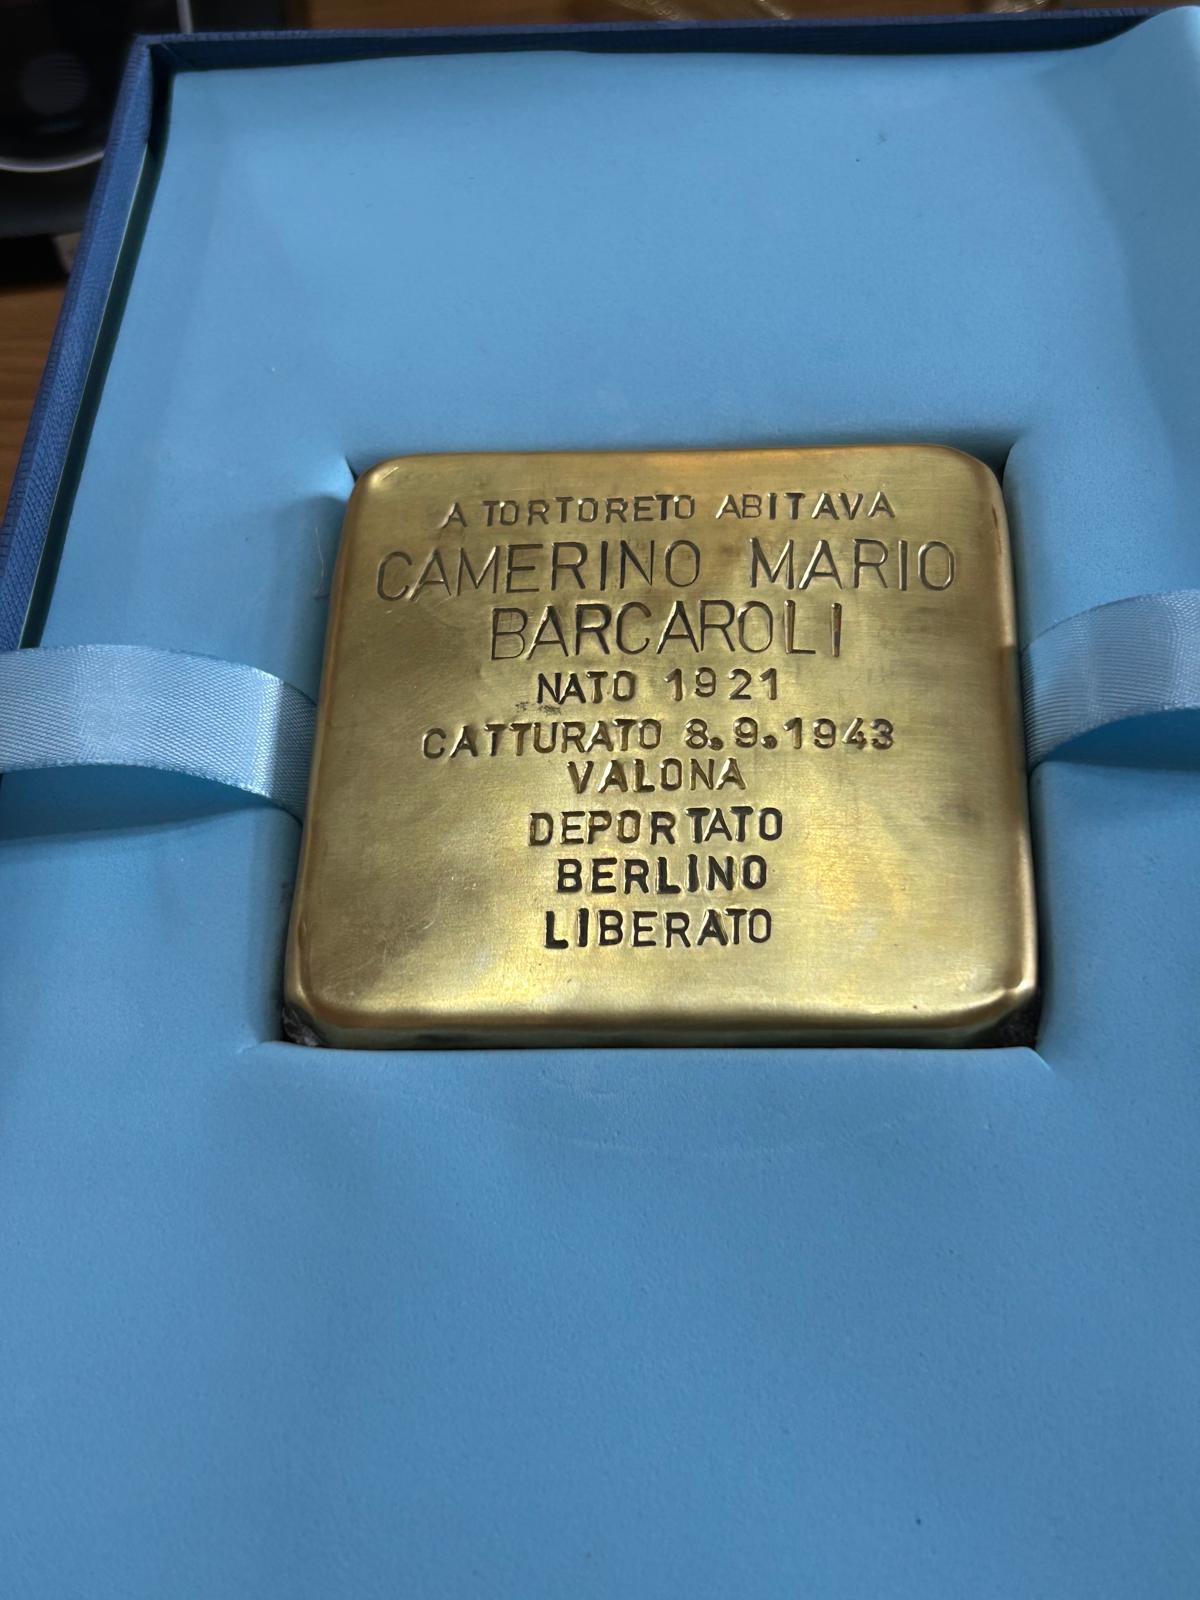 A TORTORETO ABITAVA
CAMERINO MARIO
BARCAROLI
NATO 1921
CATTURATO 8.9.1943
VALONA
DEPORTATO
BERLINO
LIBERATO